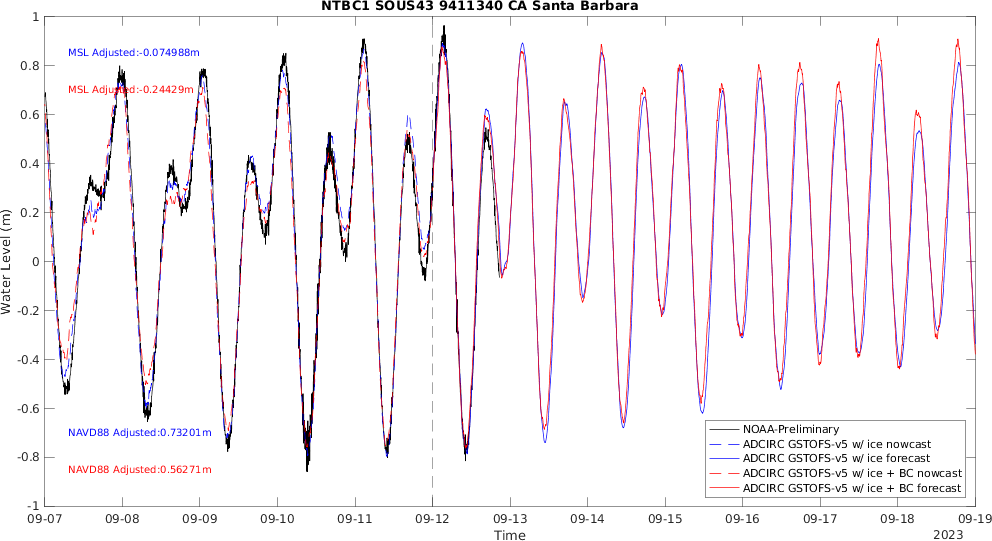 NTBC1 SOUS43 9411340 CA Santa Barbara
1
0.8
0.6
0.4
0.2
0
-0.2
-0.4
-0.6
-0.8
-1
Water Level (m)
MSL Adjusted:-0.074988m
MSL Adjusted:-0.24429m
NAVD88 Adjusted:0.73201m
NAVD88 Adjusted:0.56271m
NOAA-Preliminary
ADCIRC GSTOFS-v5 w/ ice nowcast
ADCIRC GSTOFS-v5 w/ ice forecast
ADCIRC GSTOFS-v5 w/ ice + BC nowcast
ADCIRC GSTOFS-v5 w/ ice + BC forecast
09-07 09-08 09-09 09-10 09-11 09-12 09-13 09-14 09-15 09-16 09-17 09-18 09-19
Time
2023